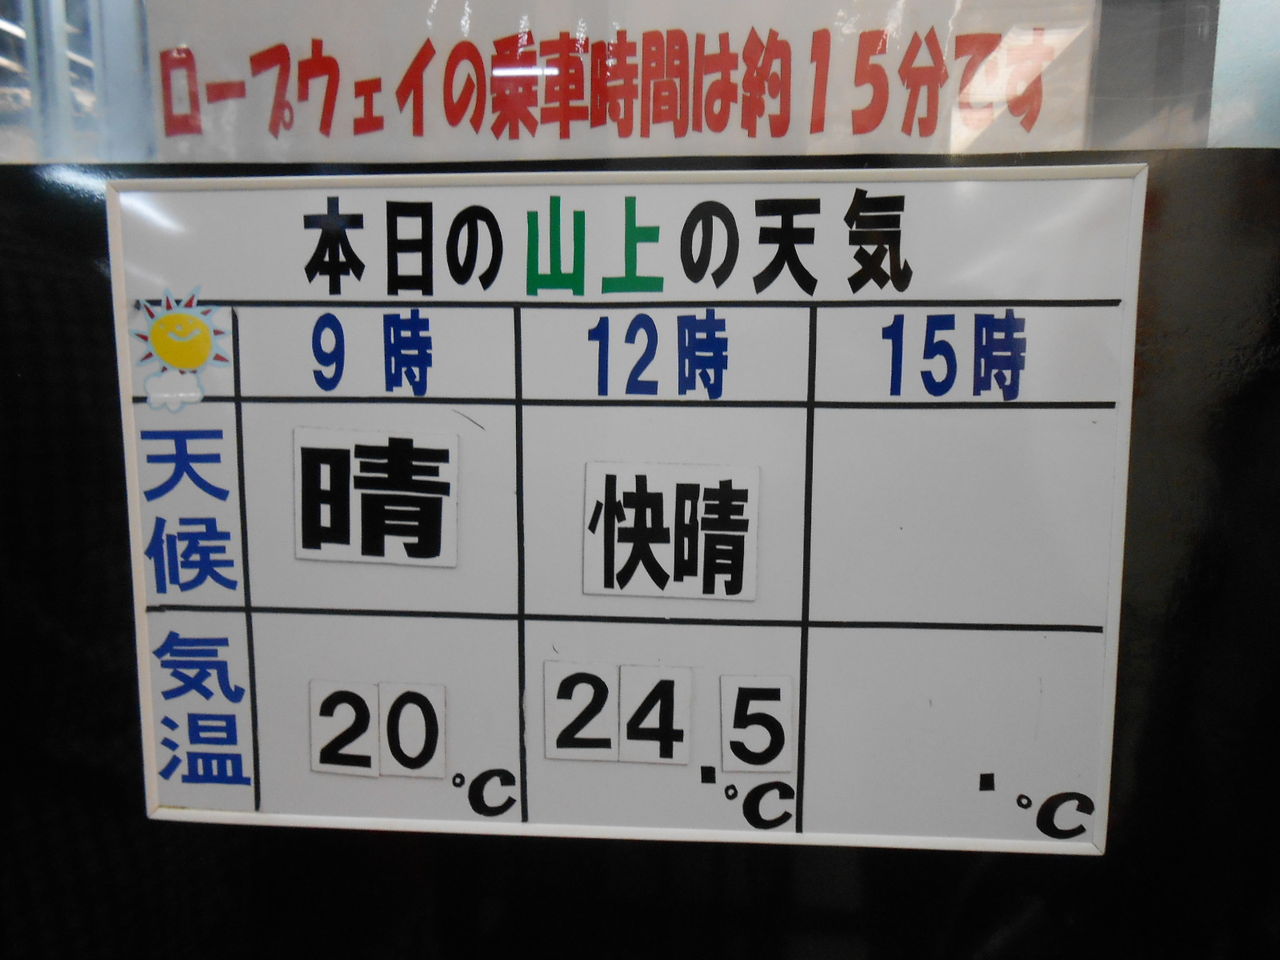 ロープウェイの乗車時間は約15分です
本日の山上の天気
9時 12時 15時
天候 晴 快晴
気温 20℃ 24.5℃ .℃